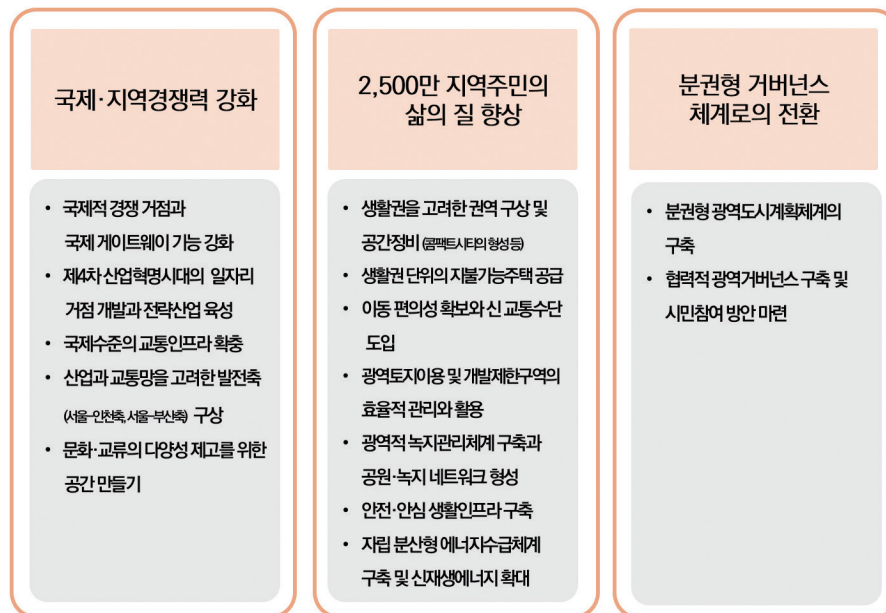 국제·지역경쟁력 강화
• 국제적 경쟁 거점과
국제 게이트웨이 기능 강화
• 제4차 산업혁명시대의 일자리
거점 개발과 전략산업 육성
• 국제수준의 교통인프라 확충
• 산업과 교통망을 고려한 발전축
(서울-인천축, 서울-부산축) 구상
• 문화·교류의 다양성 제고를 위한
공간 만들기
2,500만 지역주민의
삶의 질 향상
• 생활권을 고려한 권역 구상 및
공간정비 (콤팩트시티의 형성 등)
• 생활권 단위의 지불가능주택 공급
• 이동 편의성 확보와 신 교통수단
도입
• 광역토지이용 및 개발제한구역의
효율적 관리와 활용
• 광역적 녹지관리체계 구축과
공원·녹지 네트워크 형성
• 안전·안심 생활인프라 구축
• 자립 분산형 에너지수급체계
구축 및 신재생에너지 확대
분권형 거버넌스
체계로의 전환
• 분권형 광역도시계획체계의
구축
• 협력적 광역거버넌스 구축 및
시민참여 방안 마련